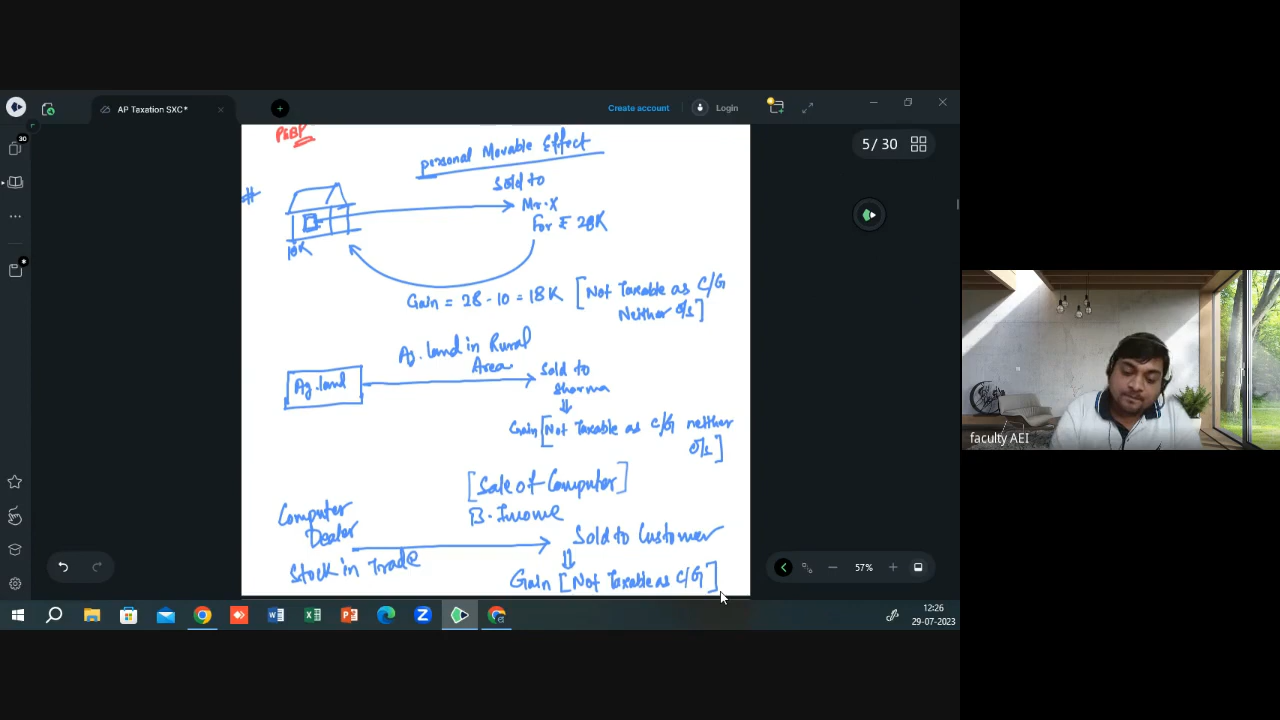 AP Taxation SXC*
Create account
Login
30
5/ 30
PGBP
personal Movable Effect
#
sold to
Mr. X
For ₹ 28K
10K
Gain = 28 - 10 = 18K [Not Taxable as C/G
Neither O/S]
Ag. land in Rural
Area
Ag. land
Sold to
Sharma
Gain [Not Taxable as C/G neither
O/S]
[Sale of Computer]
B. Income
Computer
Dealer
Sold to Customer
Stock in Trade
Gain [Not Taxable as C/G]
57%
faculty AEI
12:26
29-07-2023